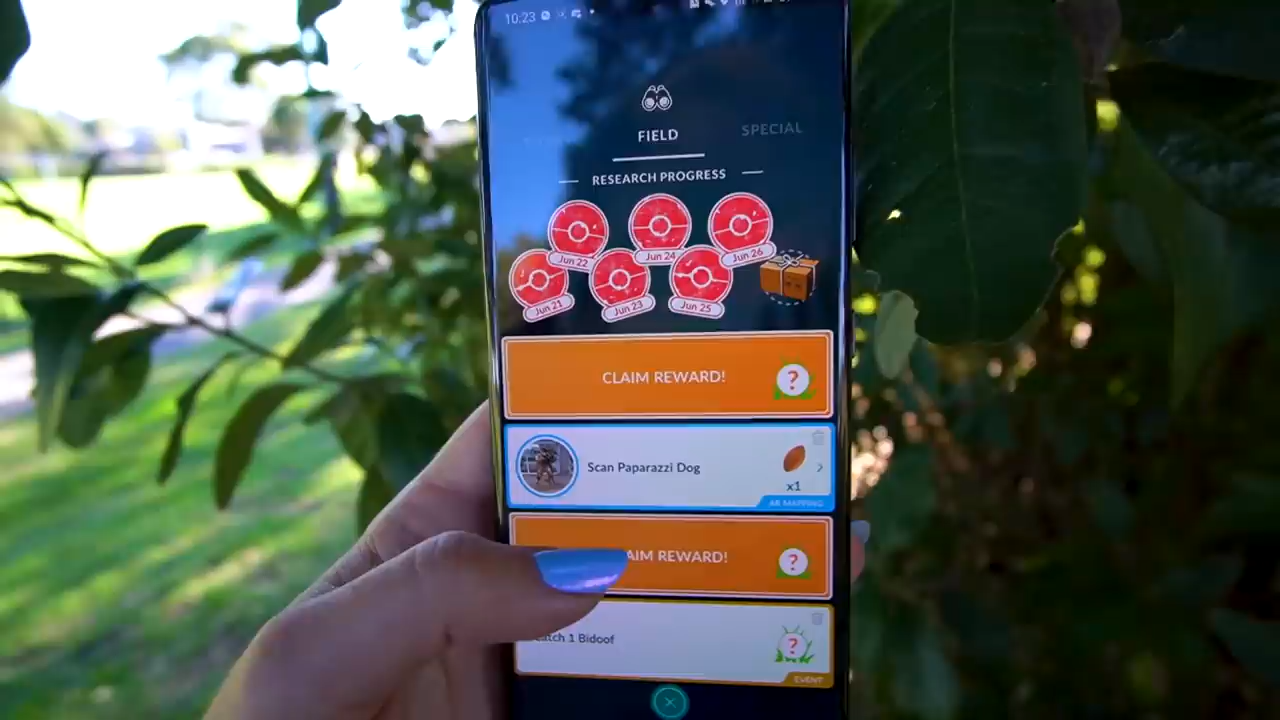 10:23
FIELD
SPECIAL
RESEARCH PROGRESS
Jun 22
Jun 24
Jun 26
Jun 21
Jun 23
Jun 25
CLAIM REWARD!
?
Scan Paparazzi Dog
x1
AR MAPPING
AIM REWARD!
?
atch 1 Bidoof
?
EVENT